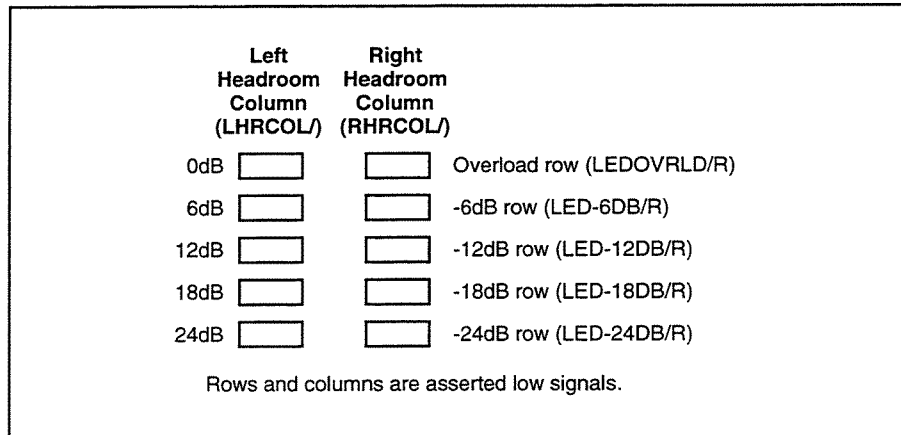 Left Right
Headroom Headroom
Column Column
(LHRCOL/) (RHRCOL/)
0dB Overload row (LEDOVRLD/R)
6dB -6dB row (LED-6DB/R)
12dB -12dB row (LED-12DB/R)
18dB -18dB row (LED-18DB/R)
24dB -24dB row (LED-24DB/R)
Rows and columns are asserted low signals.